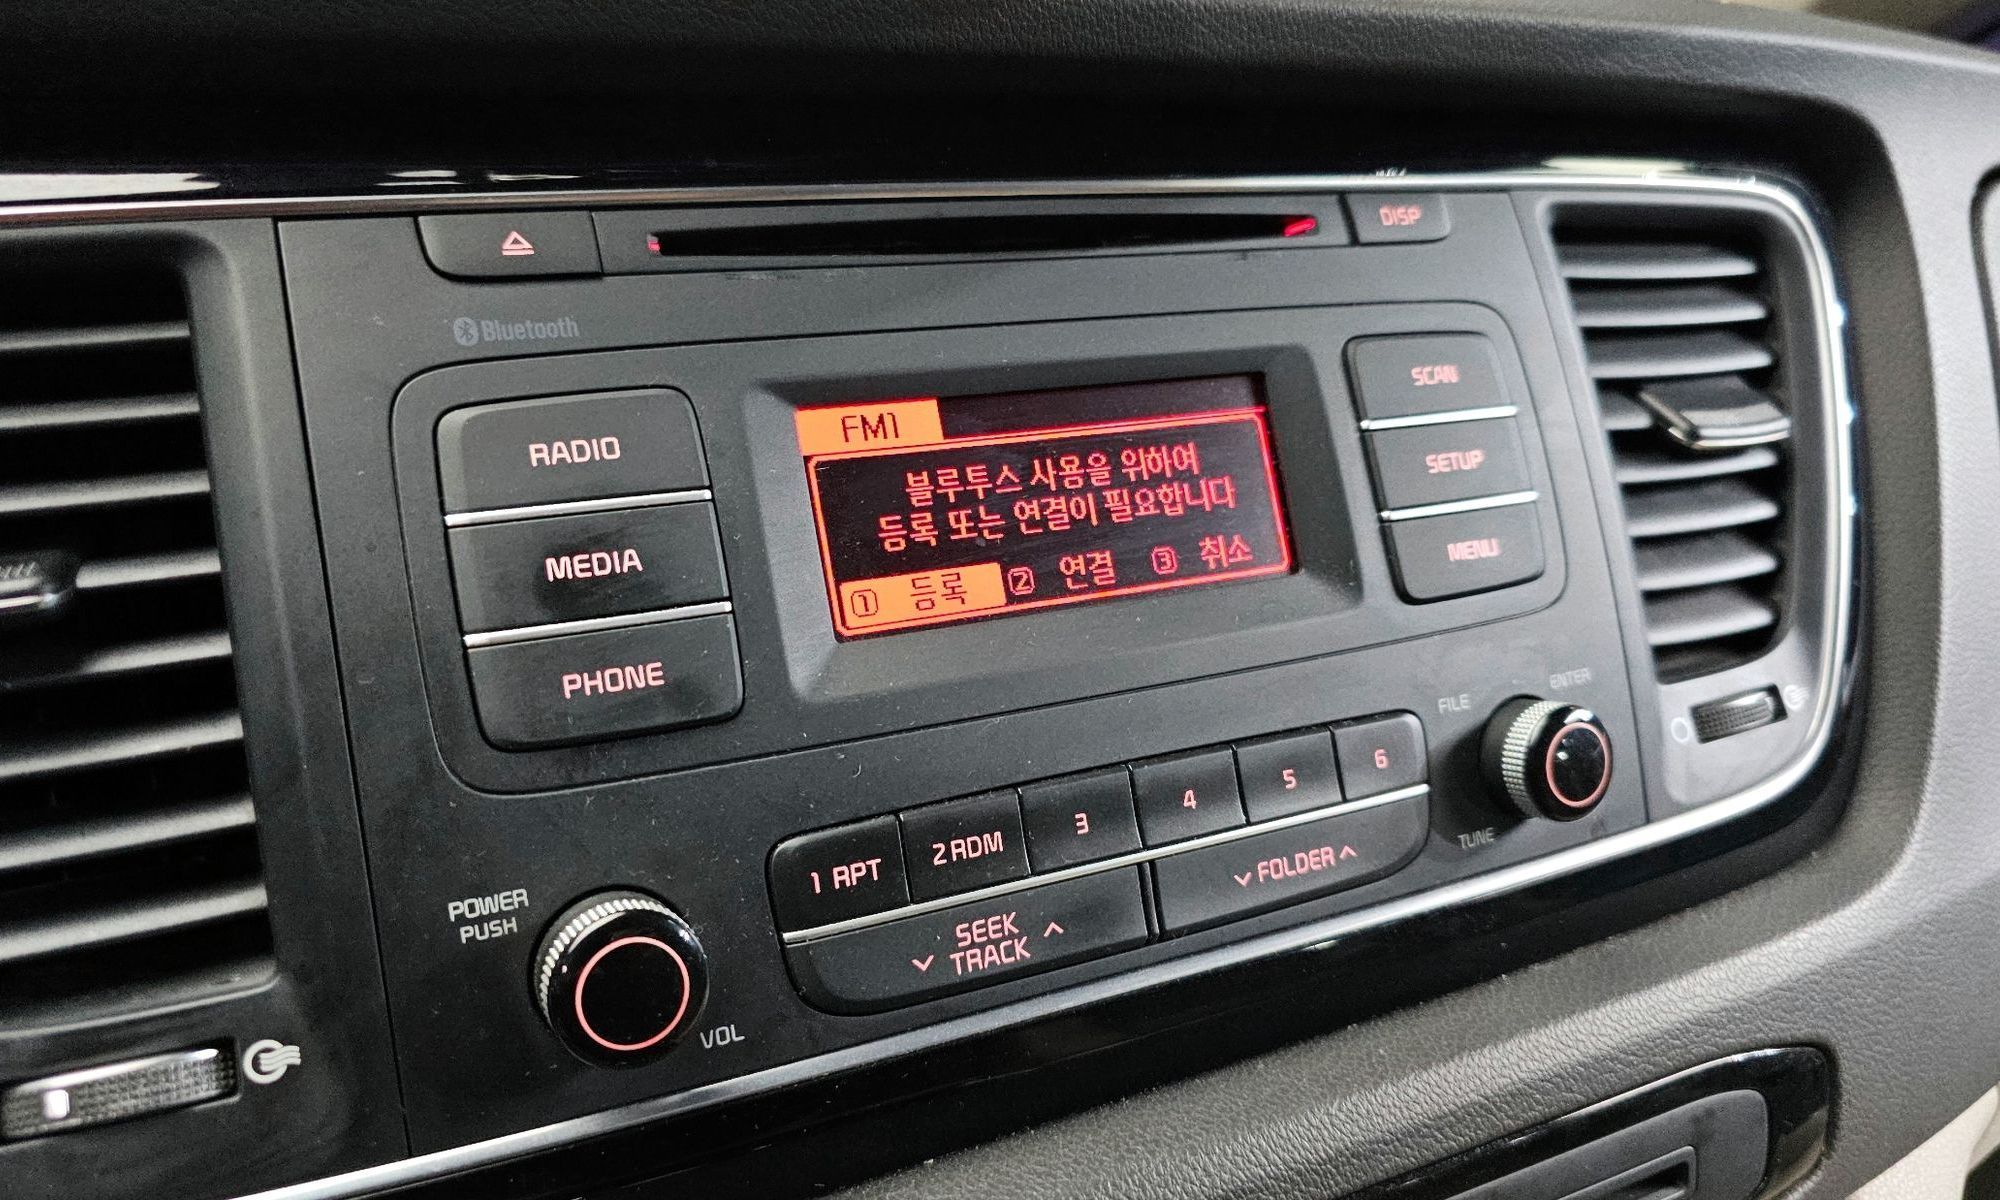 DISP
Bluetooth
RADIO
MEDIA
PHONE
FM1
블루투스 사용을 위하여
등록 또는 연결이 필요합니다
1 등록 2 연결 3 취소
SCAN
SETUP
MENU
FILE
ENTER
TUNE
1 RPT
2 RDM
3
4
5
6
SEEK
TRACK
FOLDER
POWER
PUSH
VOL